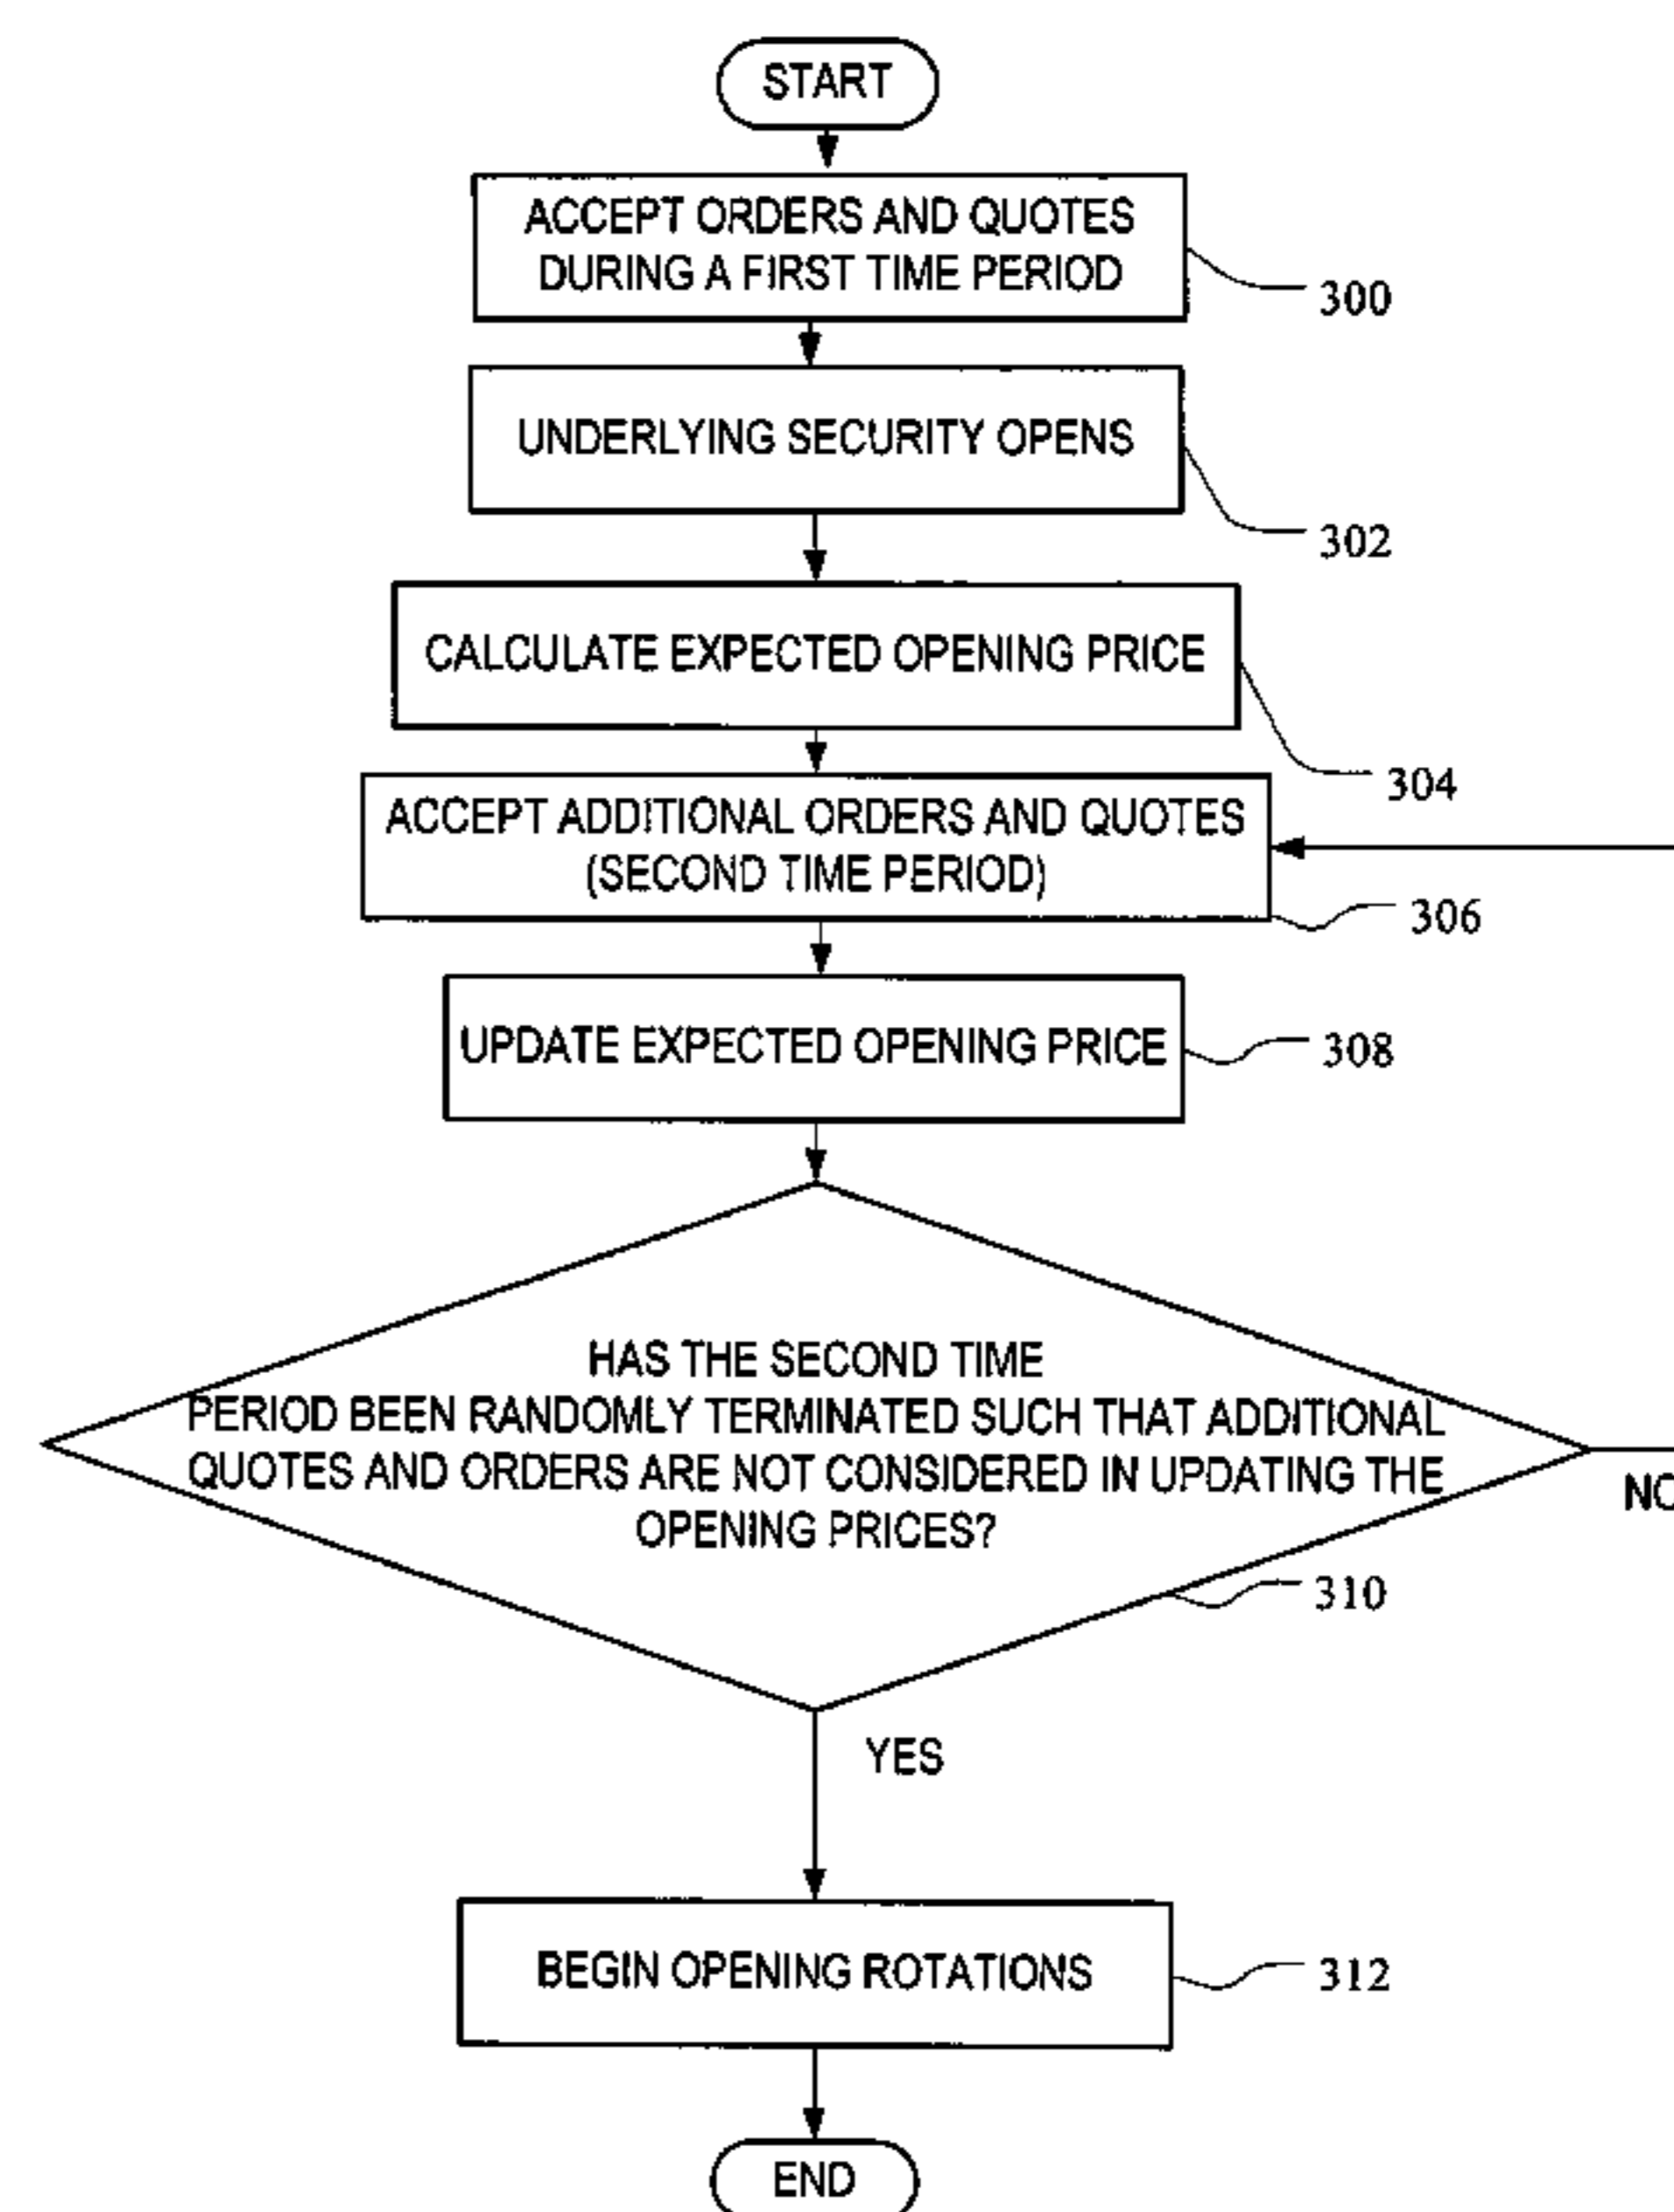 START
ACCEPT ORDERS AND QUOTES
DURING A FIRST TIME PERIOD
300
UNDERLYING SECURITY OPENS
302
CALCULATE EXPECTED OPENING PRICE
304
ACCEPT ADDITIONAL ORDERS AND QUOTES
(SECOND TIME PERIOD)
306
UPDATE EXPECTED OPENING PRICE
308
HAS THE SECOND TIME
PERIOD BEEN RANDOMLY TERMINATED SUCH THAT ADDITIONAL
QUOTES AND ORDERS ARE NOT CONSIDERED IN UPDATING THE
OPENING PRICES?
NO
310
YES
BEGIN OPENING ROTATIONS
312
END